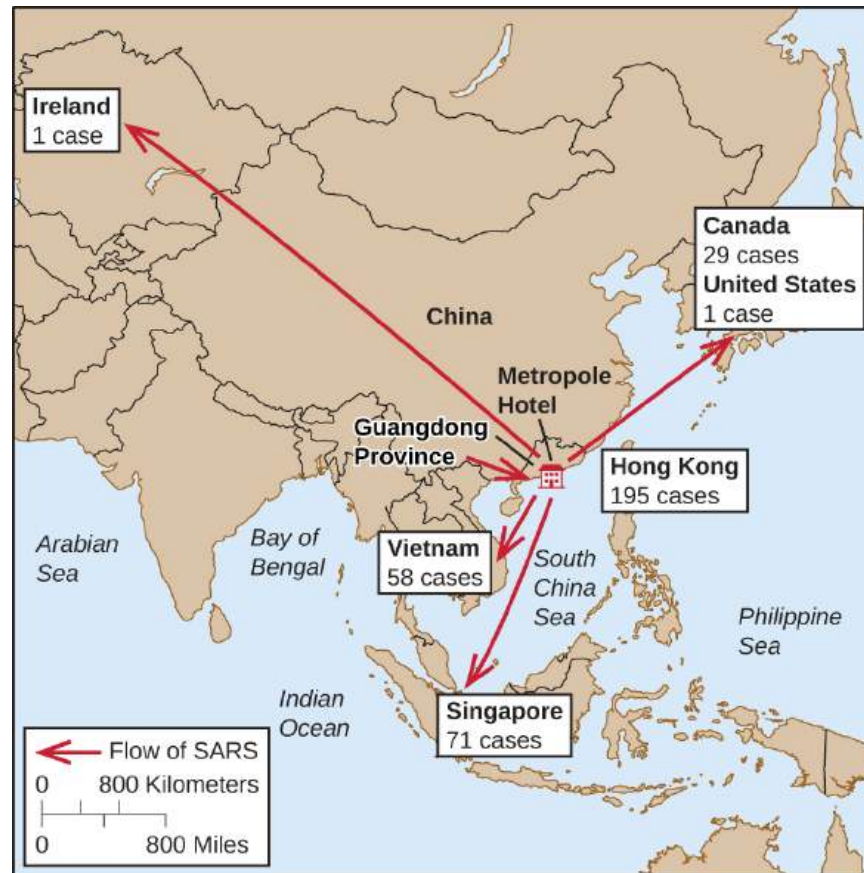 Ireland
1 case
Canada
29 cases
United States
1 case
China
Metropole
Hotel
Guangdong
Province
Hong Kong
195 cases
Arabian
Sea
Bay of
Bengal
Vietnam
58 cases
South
China
Sea
Philippine
Sea
Indian
Ocean
Singapore
71 cases
Flow of SARS
0 800 Kilometers
0 800 Miles